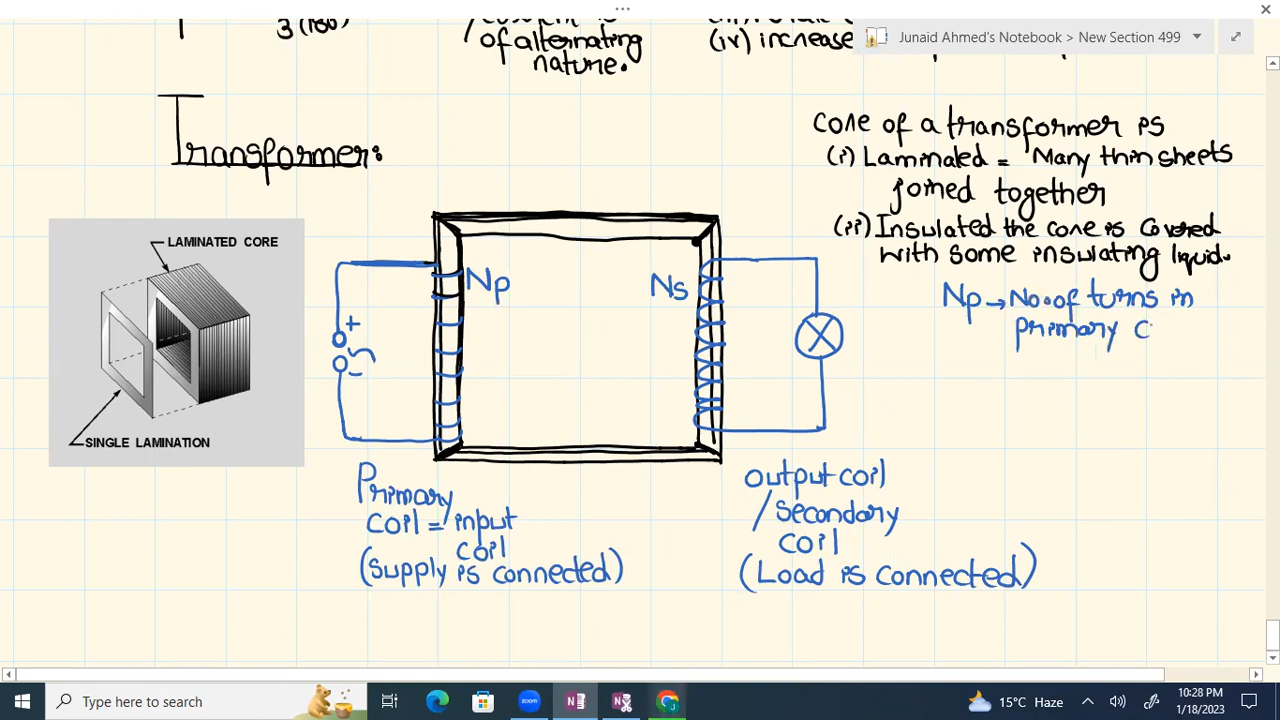 Junaid Ahmed's Notebook > New Section 499
3 (180)
of alternating
nature.
(iv) increase
Transformer:
core of a transformer is
(i) Laminated = Many thin sheets
joined together
(ii) Insulated the core is covered
with some insulating liquid.
Np → No. of turns in
primary c
LAMINATED CORE
SINGLE LAMINATION
Np
Ns
+
-
Primary
coil = input
coil
(Supply is connected)
output coil
/ Secondary
coil
(Load is connected)
Type here to search
zoom
15°C Haze
10:28 PM
1/18/2023